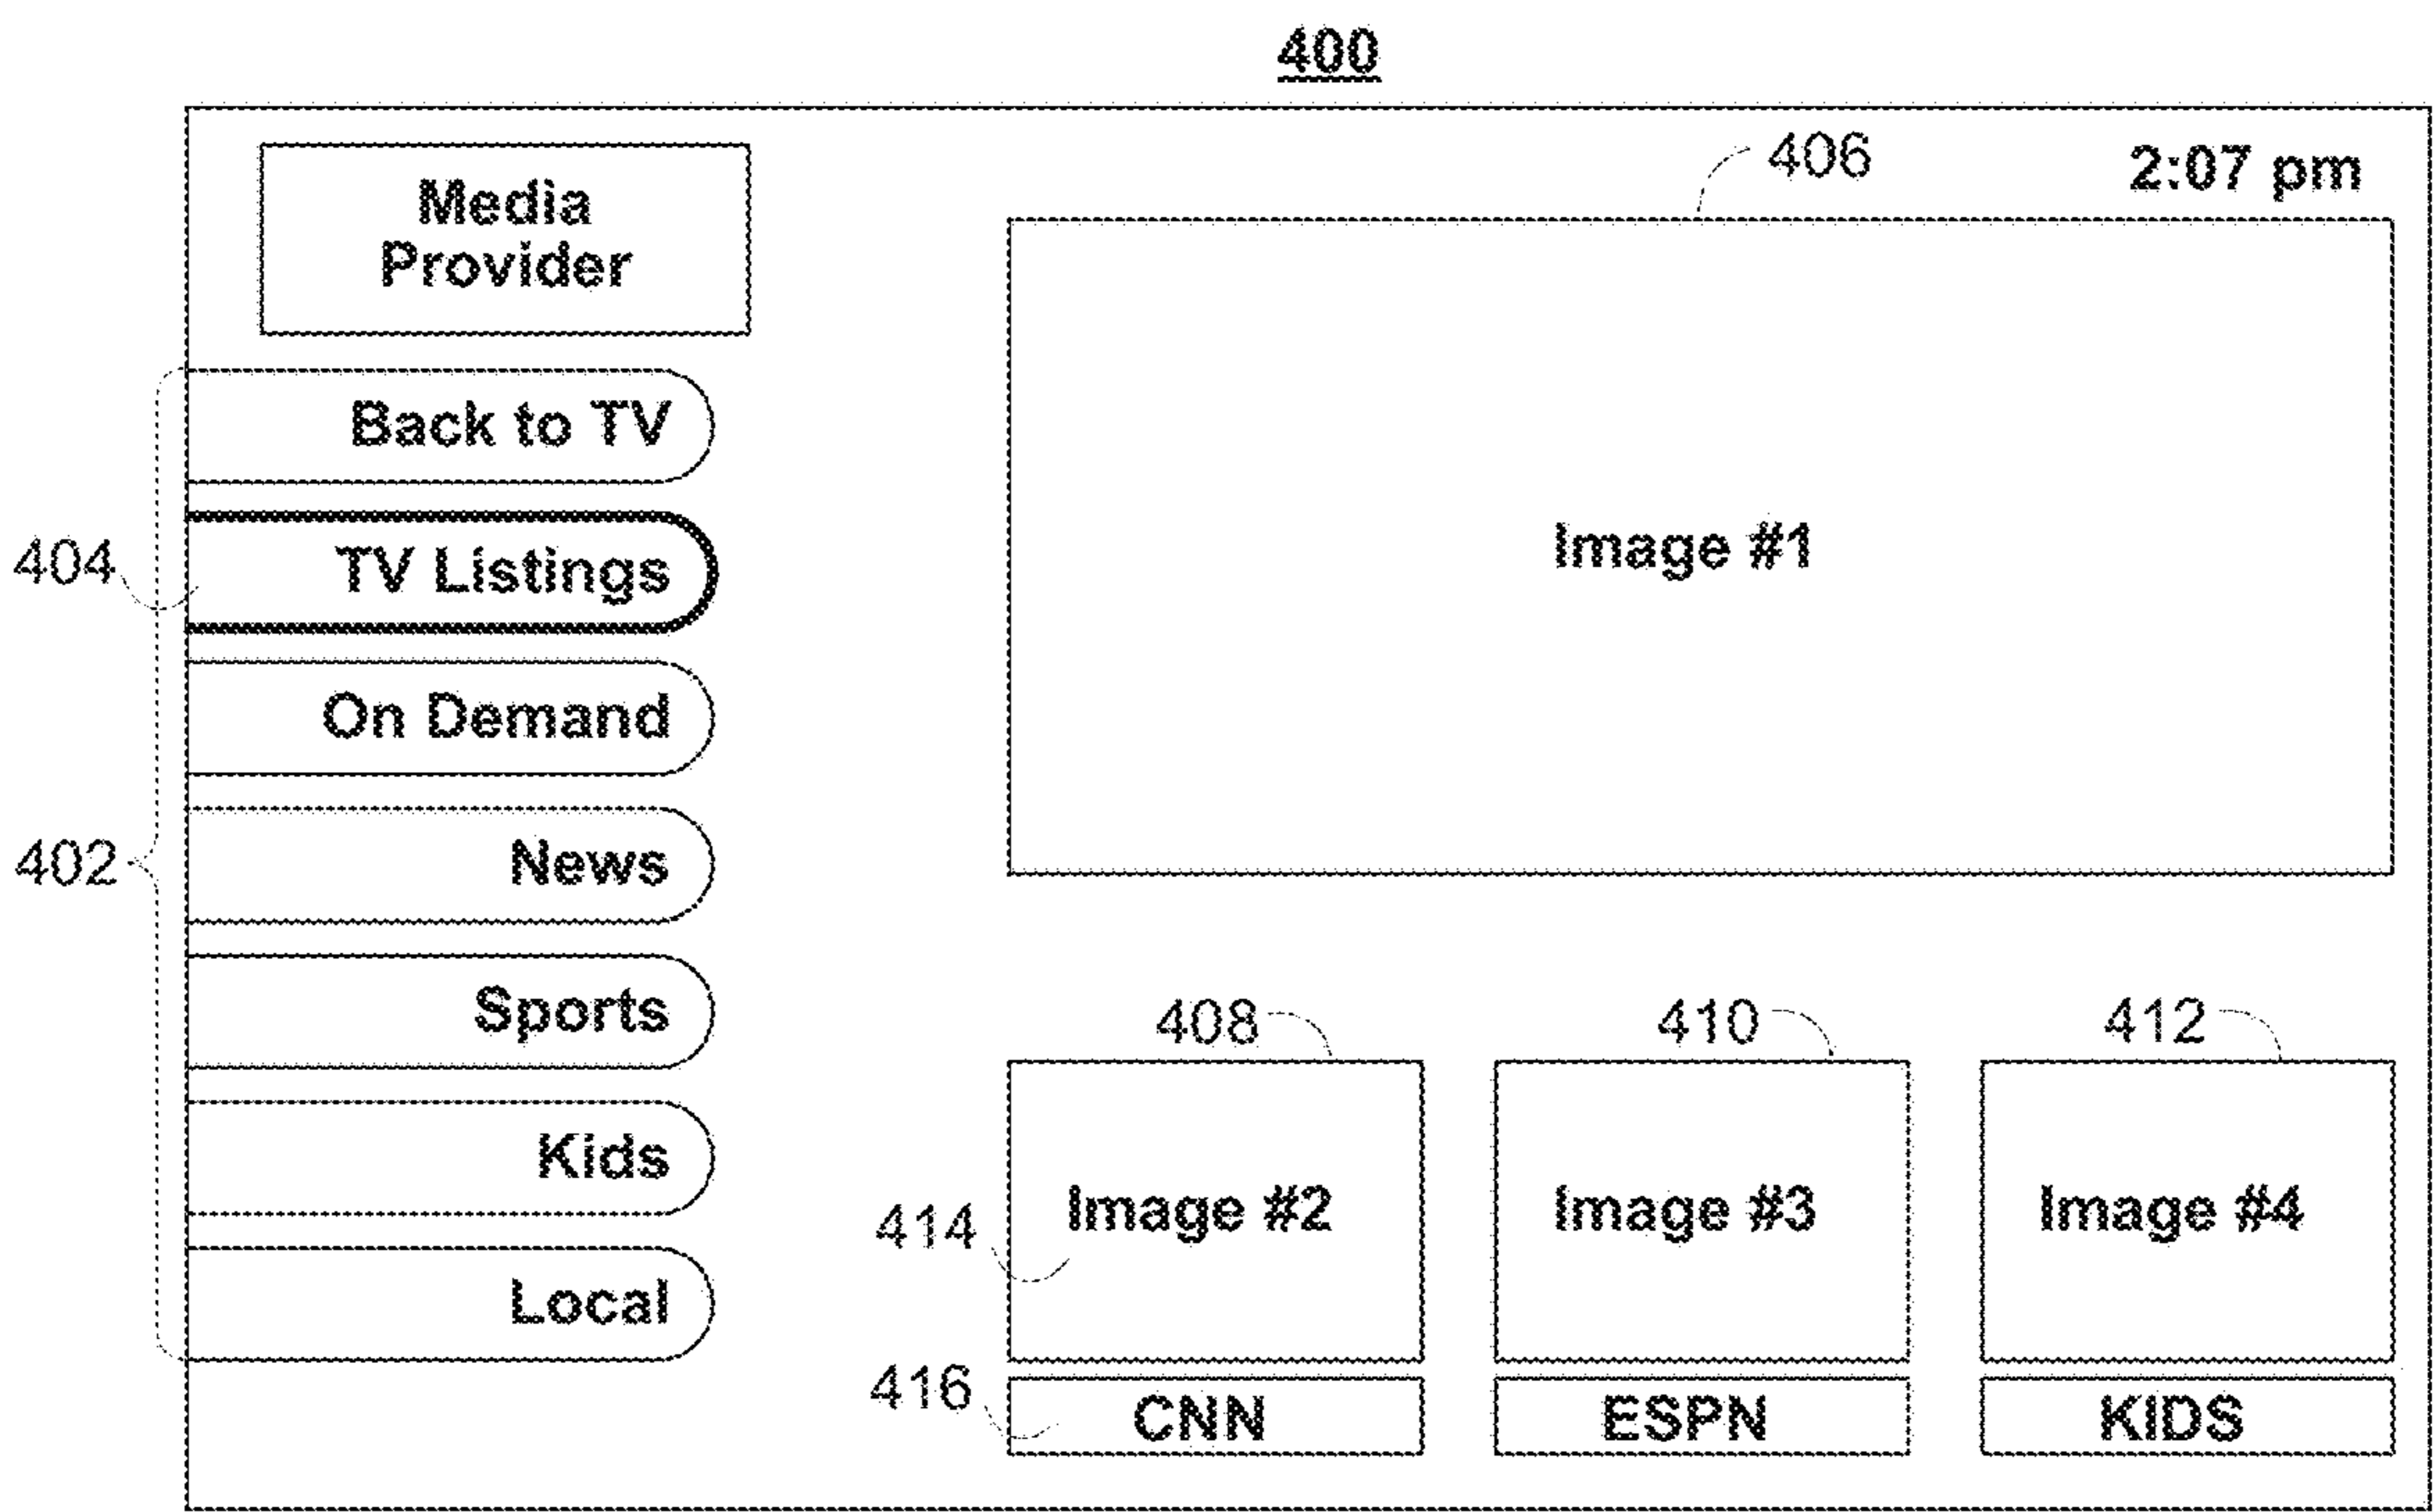 400
406
2:07 pm
Media
Provider
Back to TV
404
TV Listings
Image #1
On Demand
402
News
Sports
408
410
412
Kids
414
Image #2
Image #3
Image #4
Local
416
CNN
ESPN
KIDS